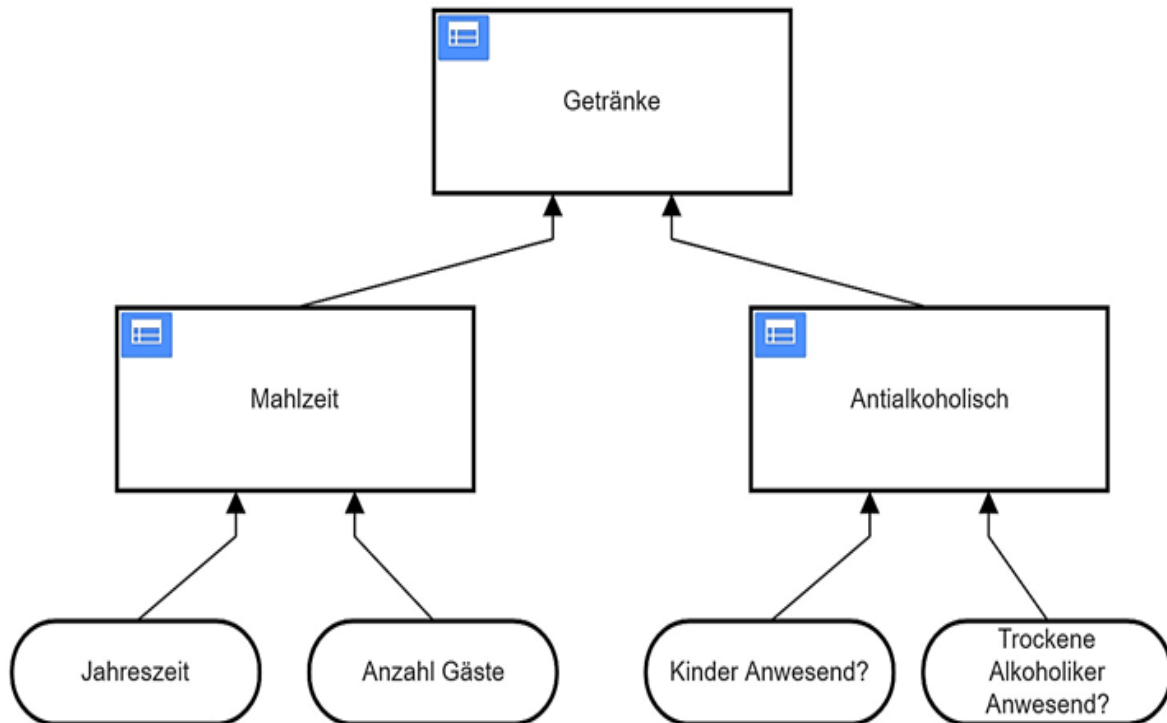 Getränke
Mahlzeit
Antialkoholisch
Jahreszeit
Anzahl Gäste
Kinder Anwesend?
Trockene
Alkoholiker
Anwesend?